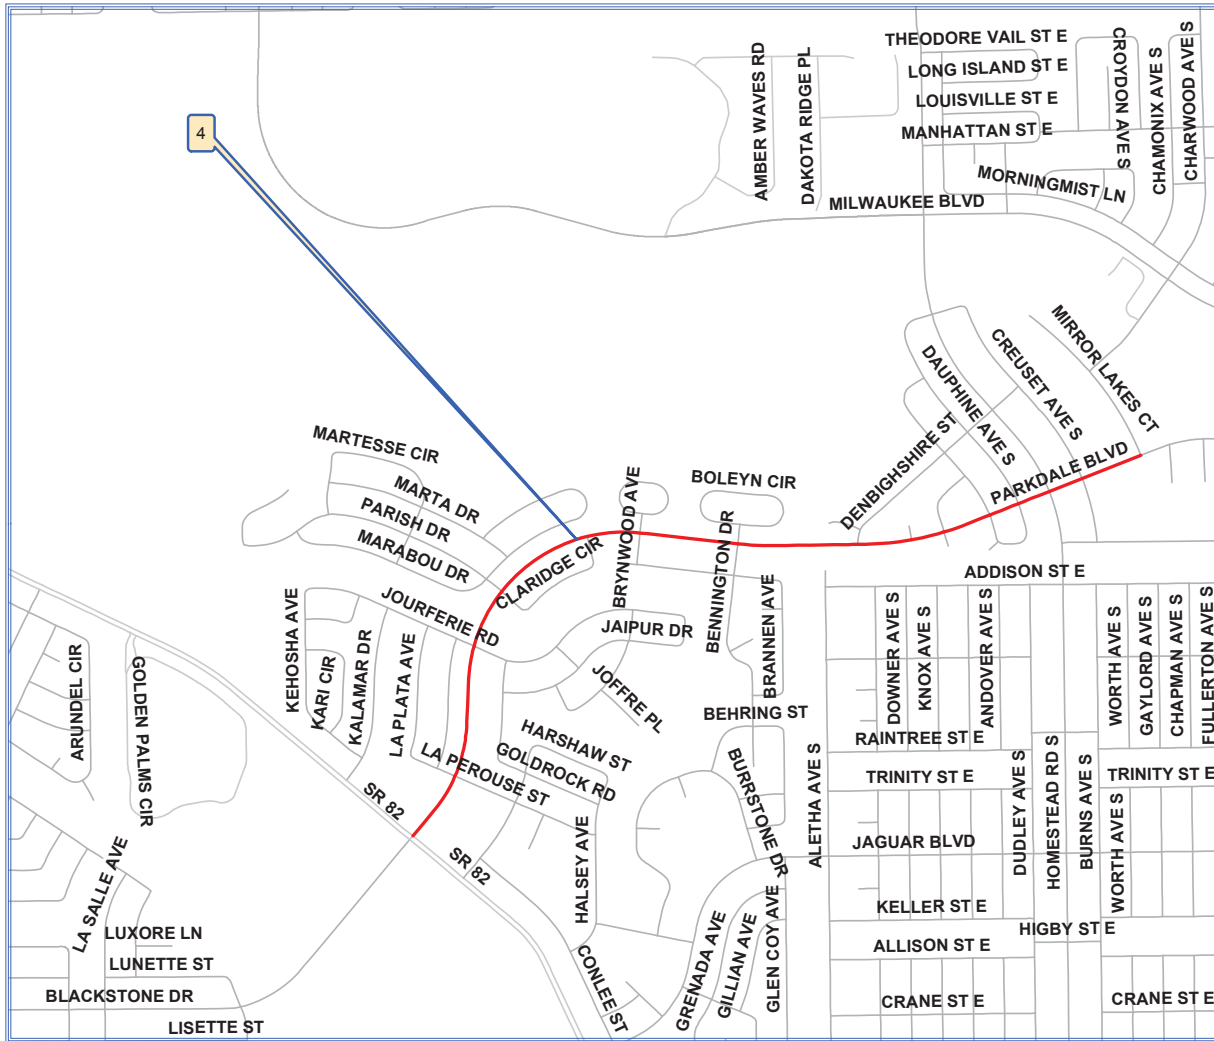 THEODORE VAIL ST E
LONG ISLAND ST E
LOUISVILLE ST E
MANHATTAN ST E
AMBER WAVES RD
DAKOTA RIDGE PL
CROYDON AVE S
CHAMONIX AVE S
CHARWOOD AVE S
4
MORNINGMIST LN
MILWAUKEE BLVD
MIRROR LAKES CT
CREUSET AVE S
DAUPHINE AVE S
DENBIGHSHIRE ST
PARKDALE BLVD
MARTESSE CIR
MARTA DR
PARISH DR
MARABOU DR
BOLEYN CIR
BRYNWOOD AVE
BENNINGTON DR
CLARIDGE CIR
ADDISON ST E
JOURFERIE RD
KEHOSHA AVE
KARI CIR
KALAMAR DR
LA PLATA AVE
JAIPUR DR
JOFFRE PL
BRANNEN AVE
DOWNER AVE S
KNOX AVE S
ANDOVER AVE S
WORTH AVE S
GAYLORD AVE S
CHAPMAN AVE S
FULLERTON AVE S
ARUNDEL CIR
GOLDEN PALMS CIR
BEHRING ST
HARSHAW ST
GOLDROCK RD
LA PEROUSE ST
RAINTREE ST E
TRINITY ST E
TRINITY ST E
SR 82
SR 82
BURRSTONE DR
ALETHA AVE S
DUDLEY AVE S
HOMESTEAD RD S
BURNS AVE S
WORTH AVE S
JAGUAR BLVD
HALSEY AVE
LA SALLE AVE
KELLER ST E
HIGBY ST E
ALLISON ST E
LUXORE LN
LUNETTE ST
BLACKSTONE DR
LISETTE ST
CONLEE ST
GRENADA AVE
GILLIAN AVE
GLEN COY AVE
CRANE ST E
CRANE ST E